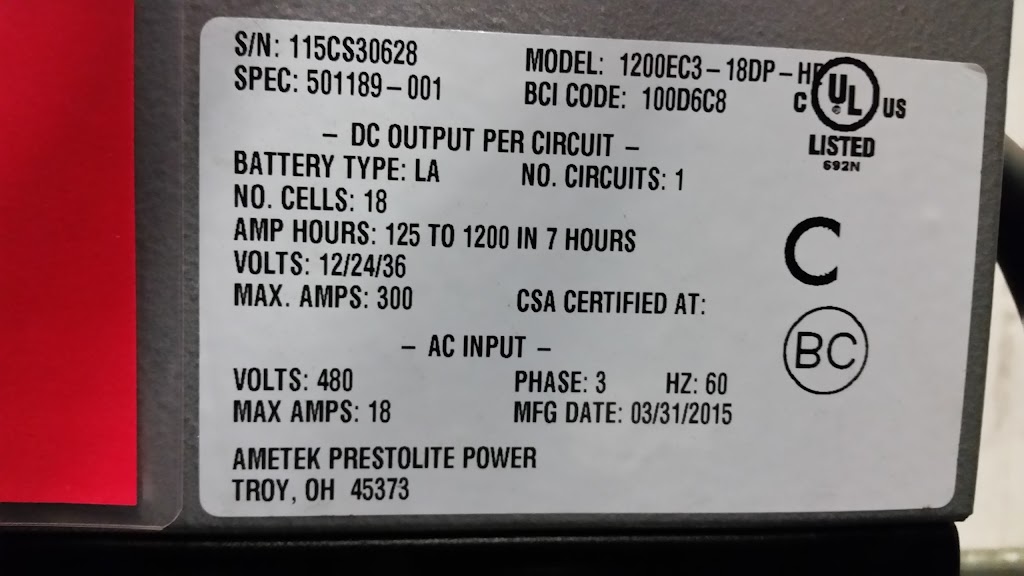 S/N: 115CS30628
SPEC: 501189-001
MODEL: 1200EC3-18DP-H
BCI CODE: 100D6C8
C UL US
LISTED
692N
- DC OUTPUT PER CIRCUIT -
BATTERY TYPE: LA NO. CIRCUITS: 1
NO. CELLS: 18
AMP HOURS: 125 TO 1200 IN 7 HOURS
VOLTS: 12/24/36
MAX. AMPS: 300 CSA CERTIFIED AT:
C
BC
- AC INPUT -
VOLTS: 480 PHASE: 3 HZ: 60
MAX AMPS: 18 MFG DATE: 03/31/2015
AMETEK PRESTOLITE POWER
TROY, OH 45373